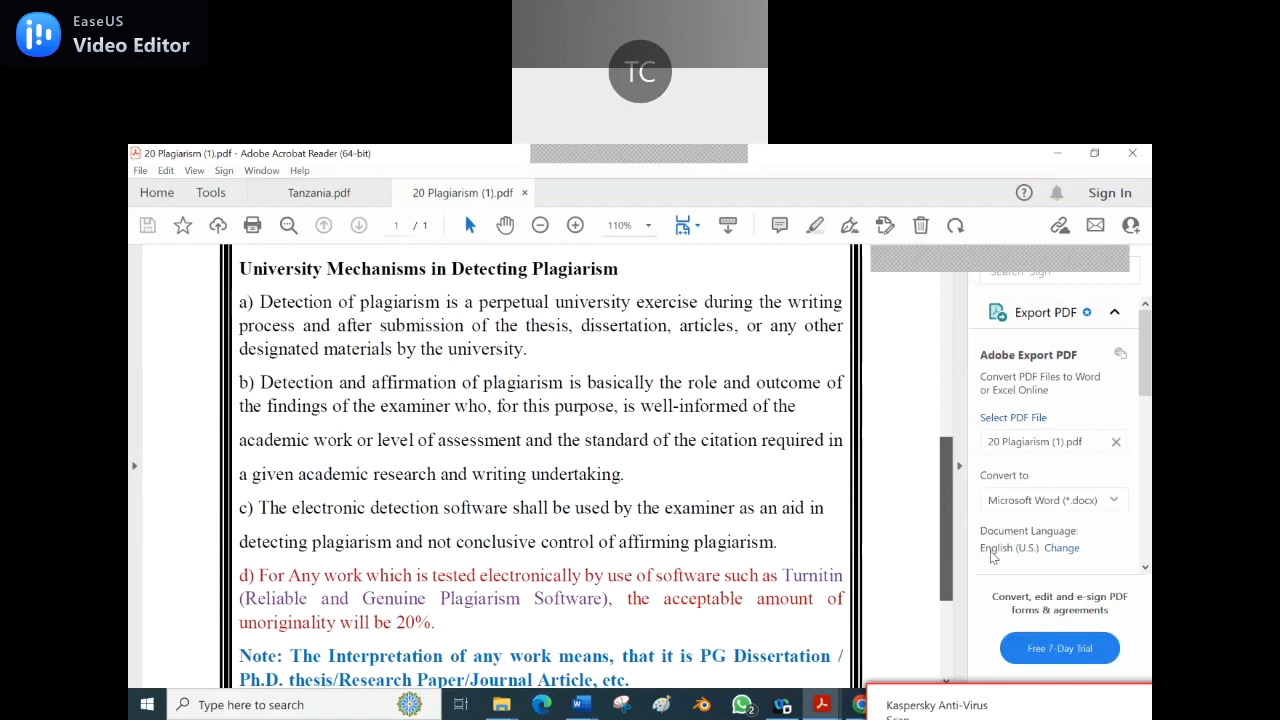 EaseUS
Video Editor
TC
20 Plagiarism (1).pdf - Adobe Acrobat Reader (64-bit)
File Edit View Sign Window Help
Home Tools Tanzania.pdf 20 Plagiarism (1).pdf × Sign In
1 / 1 110%
University Mechanisms in Detecting Plagiarism
a) Detection of plagiarism is a perpetual university exercise during the writing
process and after submission of the thesis, dissertation, articles, or any other
designated materials by the university.
b) Detection and affirmation of plagiarism is basically the role and outcome of
the findings of the examiner who, for this purpose, is well-informed of the
academic work or level of assessment and the standard of the citation required in
a given academic research and writing undertaking.
c) The electronic detection software shall be used by the examiner as an aid in
detecting plagiarism and not conclusive control of affirming plagiarism.
d) For Any work which is tested electronically by use of software such as Turnitin
(Reliable and Genuine Plagiarism Software), the acceptable amount of
unoriginality will be 20%.
Note: The Interpretation of any work means, that it is PG Dissertation /
Ph.D. thesis/Research Paper/Journal Article, etc.
Export PDF
Adobe Export PDF
Convert PDF Files to Word
or Excel Online
Select PDF File
20 Plagiarism (1).pdf
Convert to
Microsoft Word (*.docx)
Document Language:
English (U.S.) Change
Convert, edit and e-sign PDF
forms & agreements
Free 7-Day Trial
Type here to search
2
Kaspersky Anti-Virus
Scan